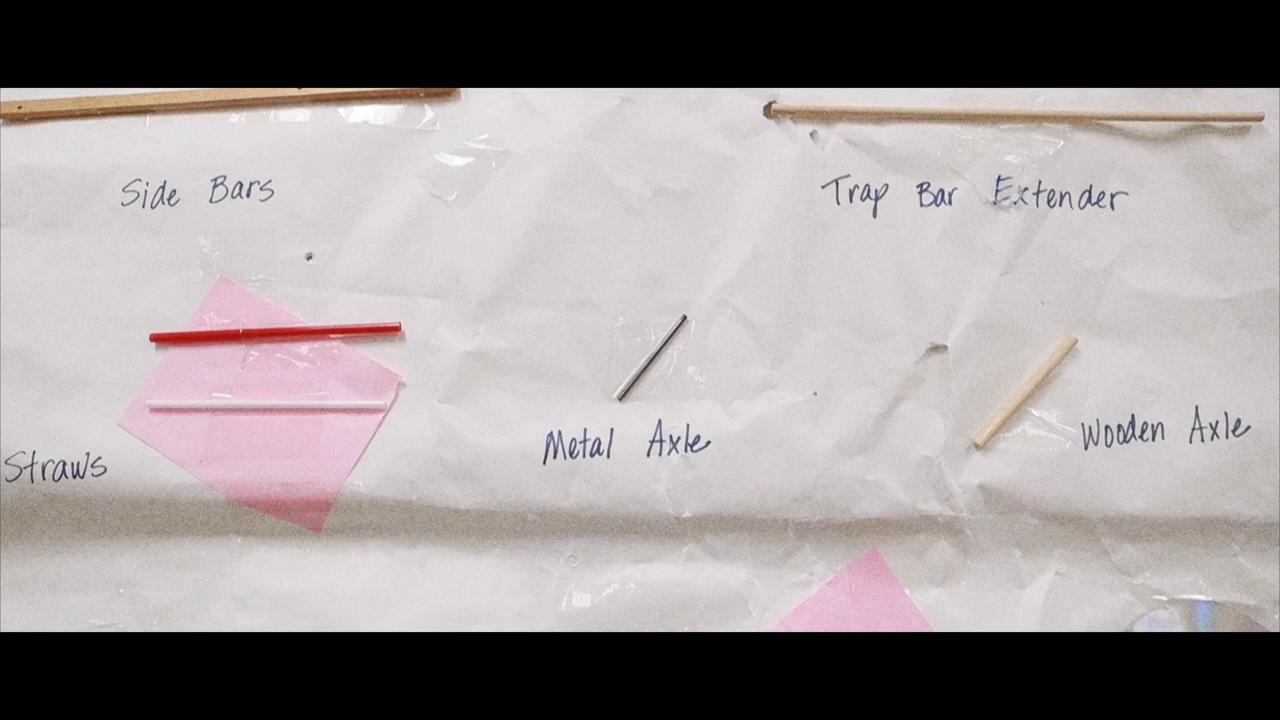 Side Bars
Trap Bar Extender
Straws
Metal Axle
Wooden Axle